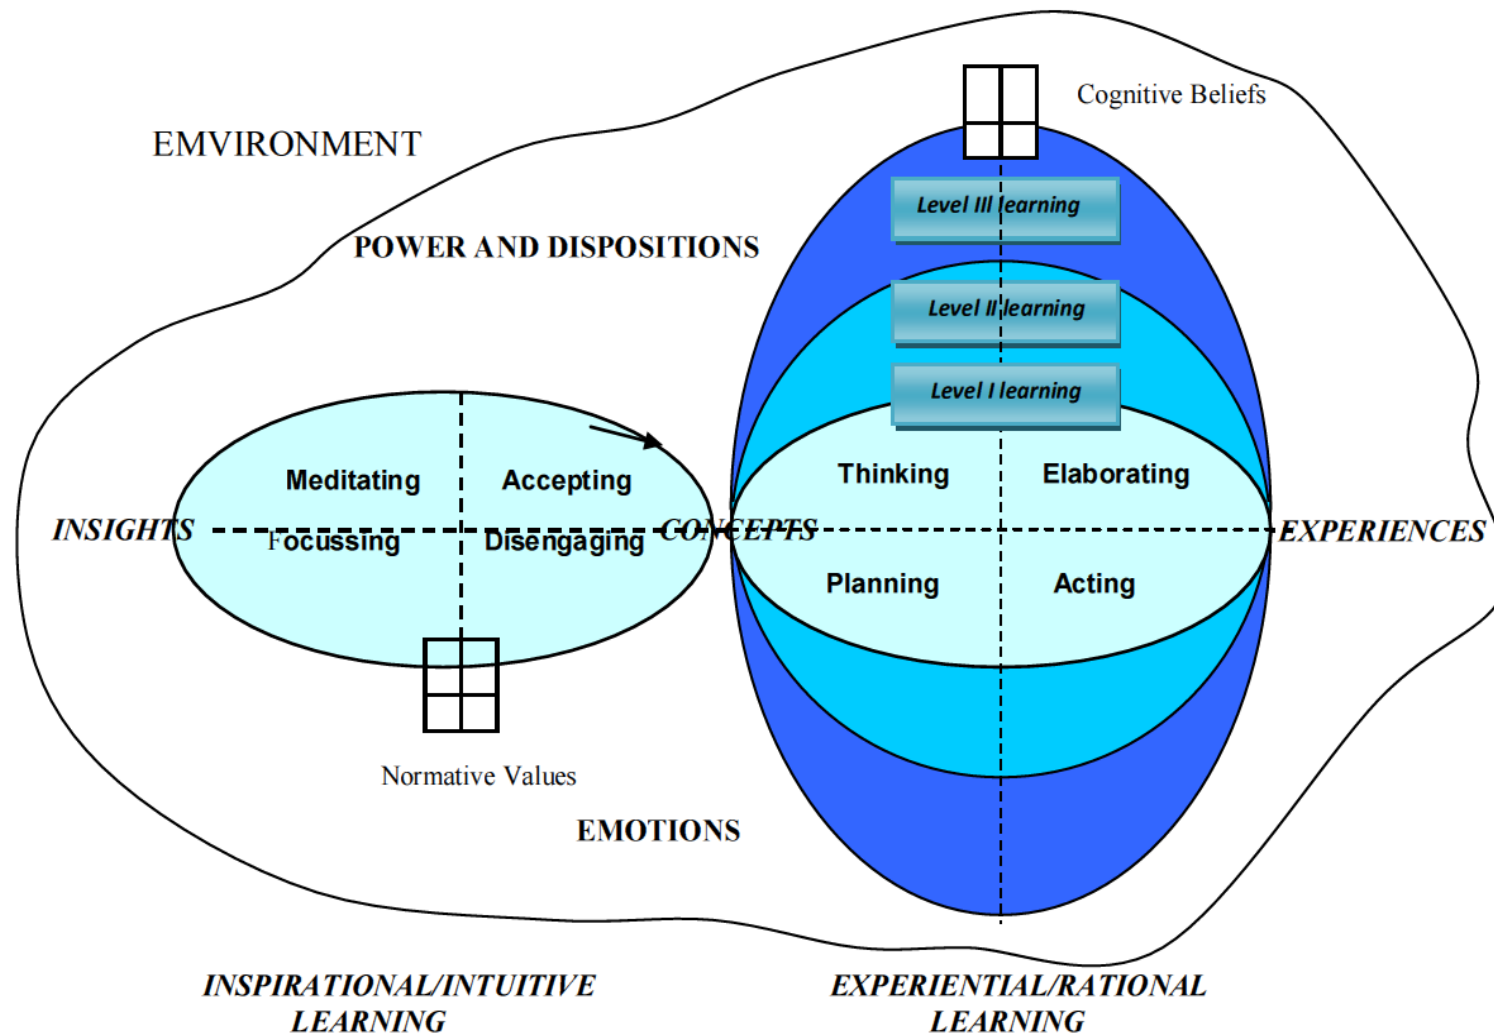 Cognitive Beliefs
EMVIRONMENT
Level III learning
POWER AND DISPOSITIONS
Level II learning
Level I learning
Meditating
Accepting
Thinking
Elaborating
INSIGHTS
Focussing
Disengaging
CONCEPTS
EXPERIENCES
Planning
Acting
Normative Values
EMOTIONS
INSPIRATIONAL/INTUITIVE
LEARNING
EXPERIENTIAL/RATIONAL
LEARNING